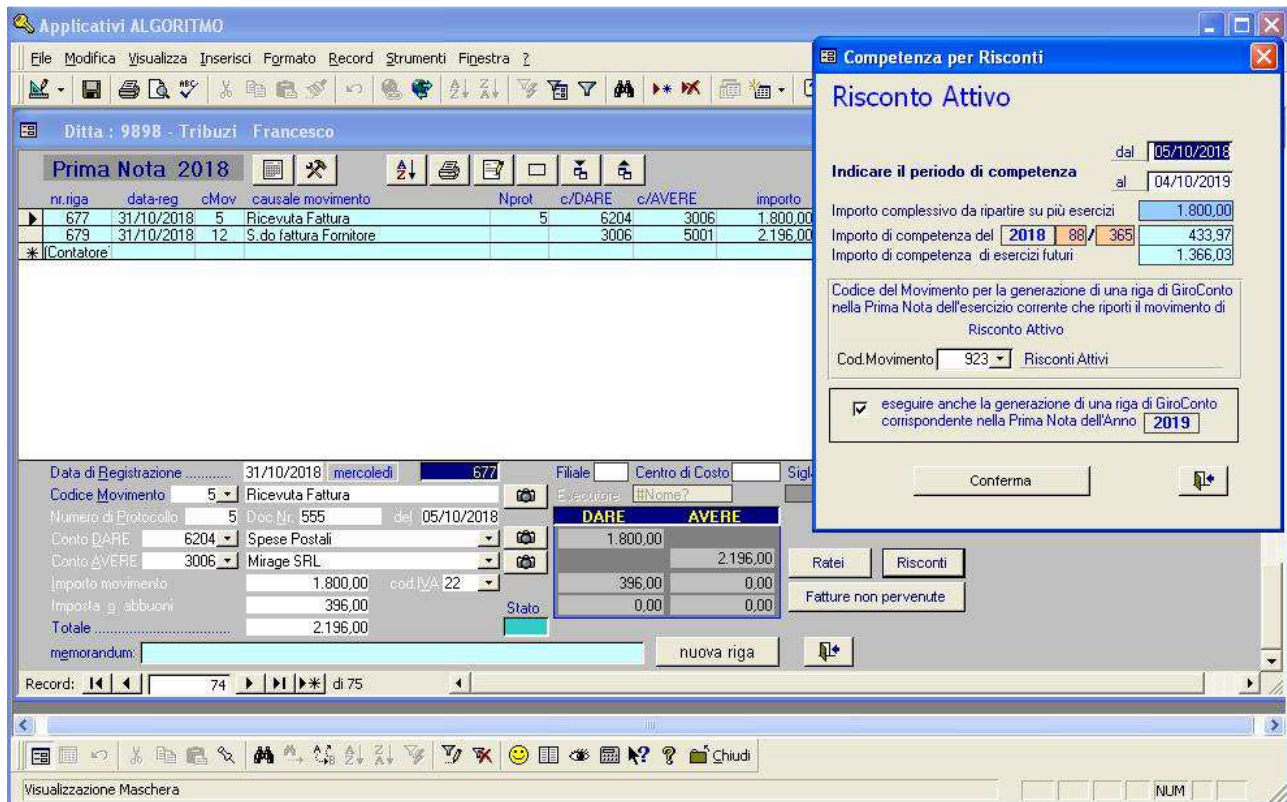 Applicativi ALGORITMO
File Modifica Visualizza Inserisci Formato Record Strumenti Finestra ?
Ditta : 9898 - Tribuzi Francesco
Prima Nota 2018
nr.riga data-reg cMov causale movimento Nprot c/DARE c/AVERE importo
677 31/10/2018 5 Ricevuta Fattura 5 6204 3006 1.800,00
679 31/10/2018 12 S.do fattura Fornitore 3006 5001 2.196,00
(Contatore
Data di Registrazione ........... 31/10/2018 mercoledì 677 Filiale Centro di Costo Sigl
Codice Movimento 5 Ricevuta Fattura Esecutore #Nome?
Numero di Protocollo 5 Doc.Nr. 555 del 05/10/2018 DARE AVERE
Conto DARE 6204 Spese Postali 1.800,00
Conto AVERE 3006 Mirage SRL 2.196,00
Importo movimento 1.800,00 cod.IVA 22 396,00 0,00
Imposta o abbuoni 396,00 Stato 0,00 0,00
Totale .................................. 2.196,00
Ratei Risconti
Fatture non pervenute
memorandum: nuova riga
Record: 74 di 75
Chiudi
Visualizzazione Maschera NUM
Competenza per Risconti
Risconto Attivo
Indicare il periodo di competenza
dal 05/10/2018
al 04/10/2019
Importo complessivo da ripartire su più esercizi 1.800,00
Importo di competenza del 2018 88 / 365 433,97
Importo di competenza di esercizi futuri 1.366,03
Codice del Movimento per la generazione di una riga di GiroConto
nella Prima Nota dell'esercizio corrente che riporti il movimento di
Risconto Attivo
Cod.Movimento 923 Risconti Attivi
eseguire anche la generazione di una riga di GiroConto
corrispondente nella Prima Nota dell'Anno 2019
Conferma